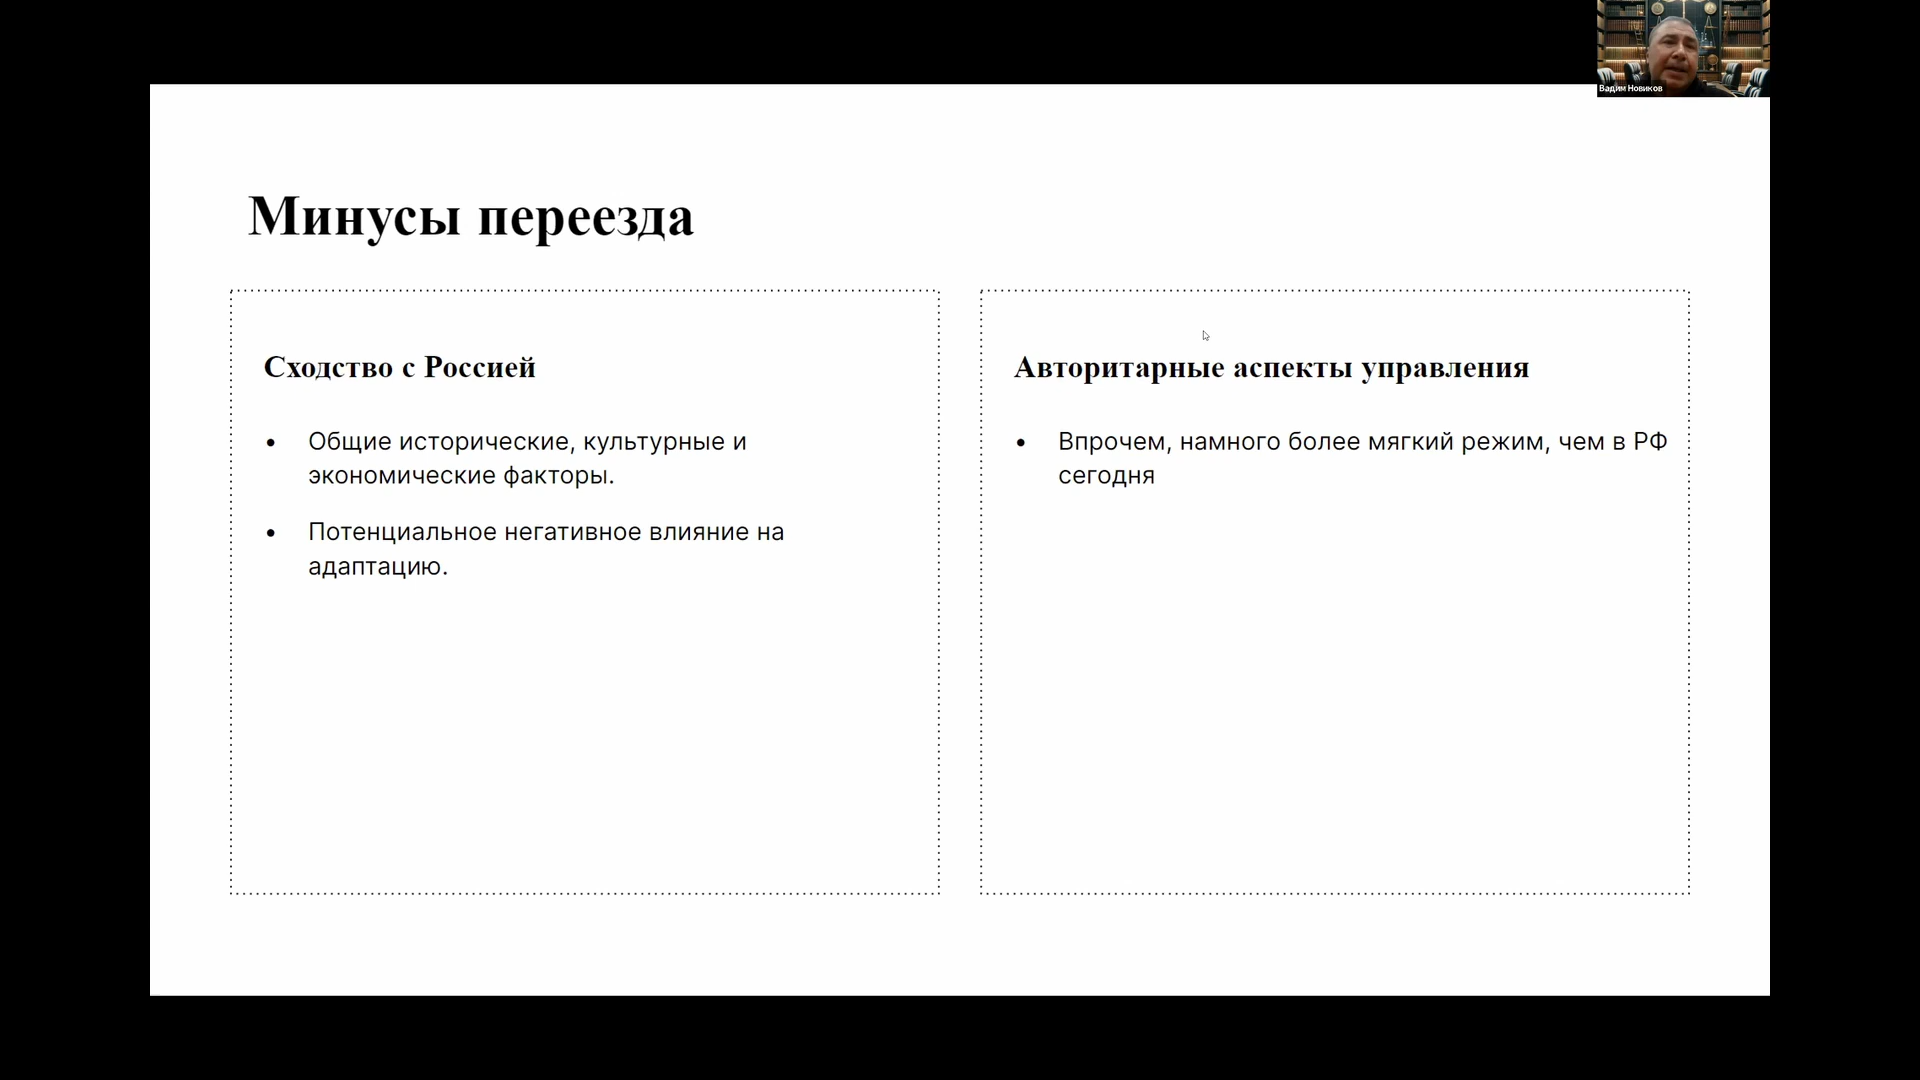 Вадим Новиков
Минусы переезда
Сходство с Россией
• Общие исторические, культурные и
экономические факторы.
• Потенциальное негативное влияние на
адаптацию.
Авторитарные аспекты управления
• Впрочем, намного более мягкий режим, чем в РФ
сегодня